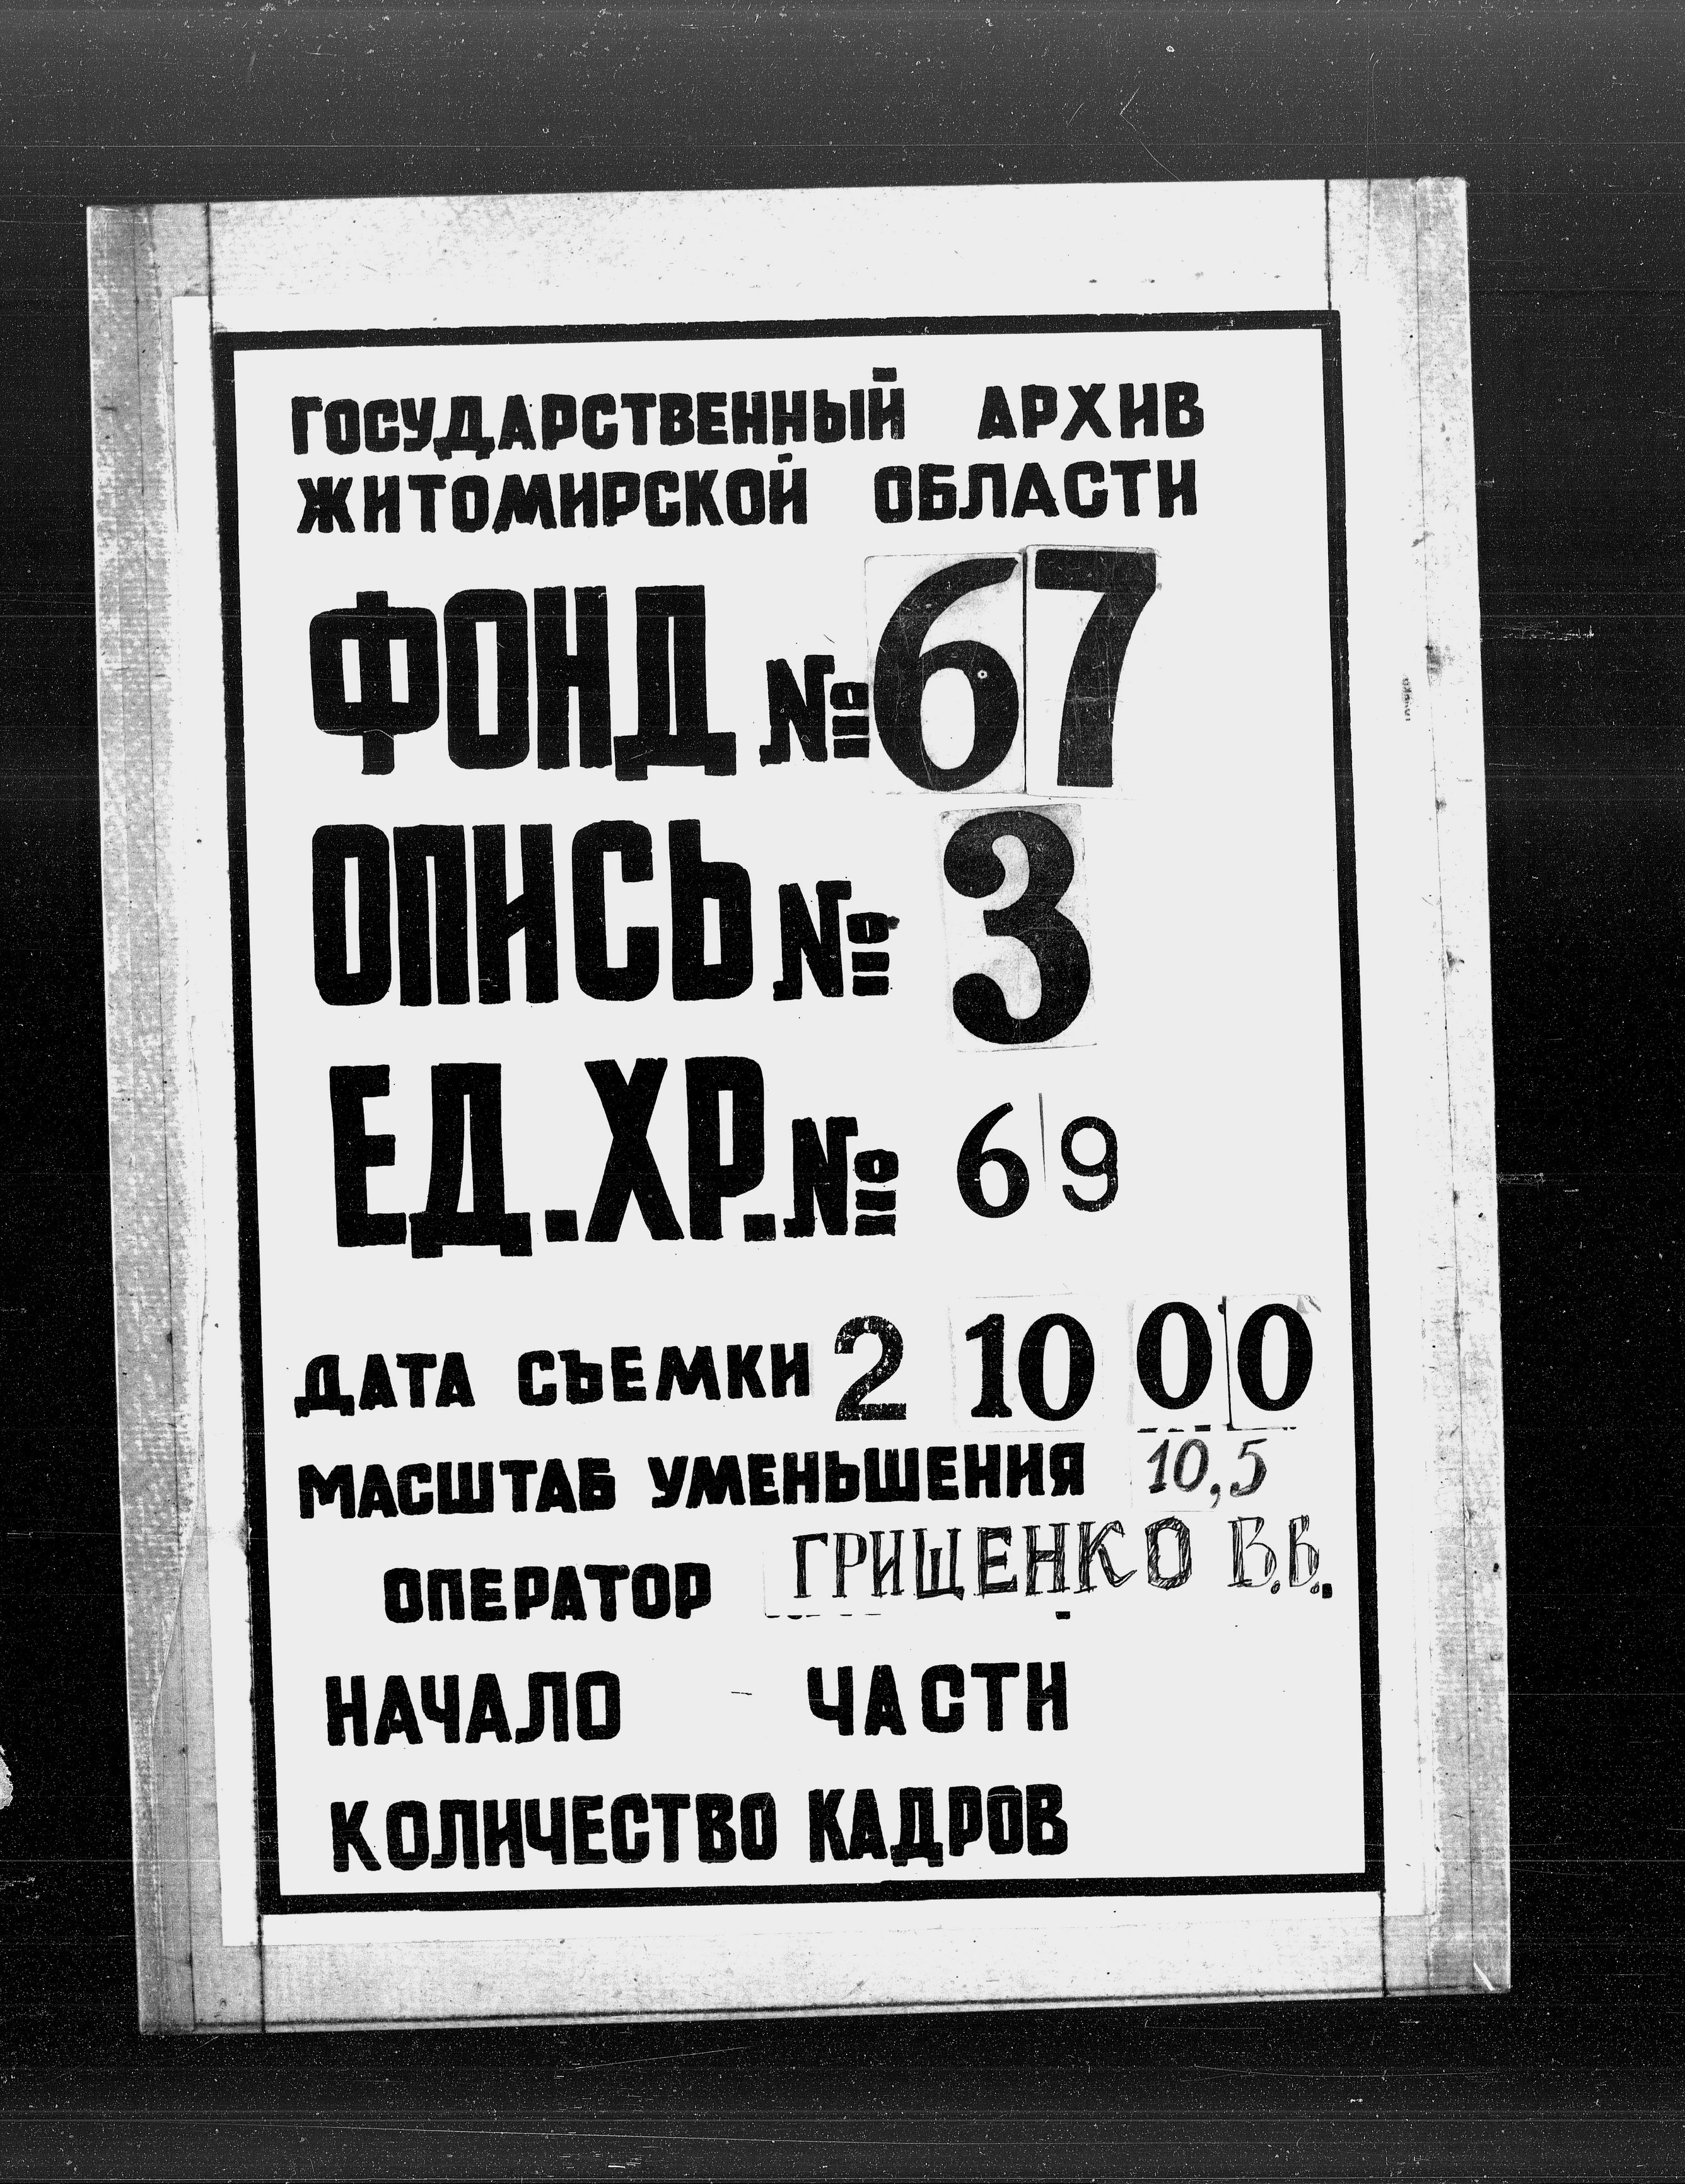 ГОСУДАРСТВЕННЫЙ АРХИВ
ЖИТОМИРСКОЙ ОБЛАСТИ
ФОНД № 67
ОПИСЬ № 3
ЕД.ХР.№ 69
ДАТА СЪЕМКИ 2 10 00
МАСШТАБ УМЕНЬШЕНИЯ 10,5
ОПЕРАТОР ГРИЩЕНКО В.В.
НАЧАЛО ЧАСТИ
КОЛИЧЕСТВО КАДРОВ